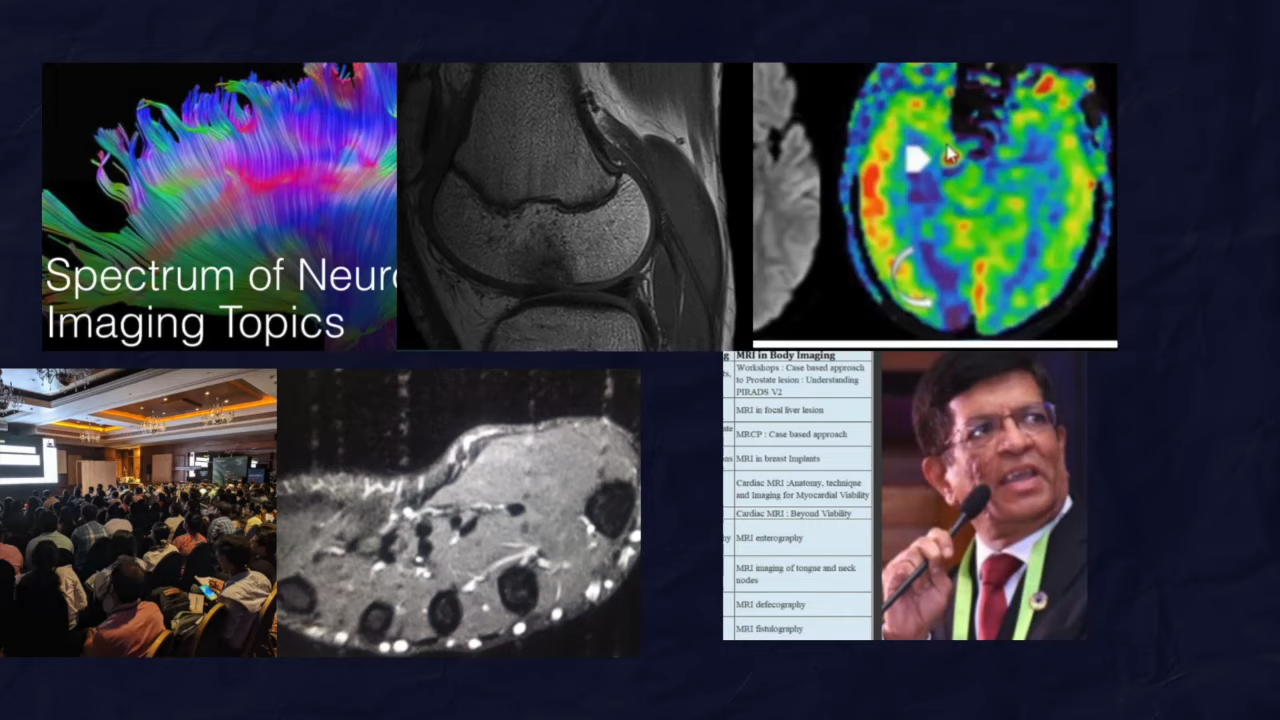 Spectrum of Neur
Imaging Topics
MRI in Body Imaging
Workshops : Case based approach
to Prostate lesion : Understanding
PIRADS V2
MRI in focal liver lesion
MRCP : Case based approach
MRI in breast Implants
Cardiac MRI :Anatomy, technique
and Imaging for Myocardial Viability
Cardiac MRI : Beyond Viability
MRI enterography
MRI imaging of tongue and neck
nodes
MRI defecography
MRI fistulography